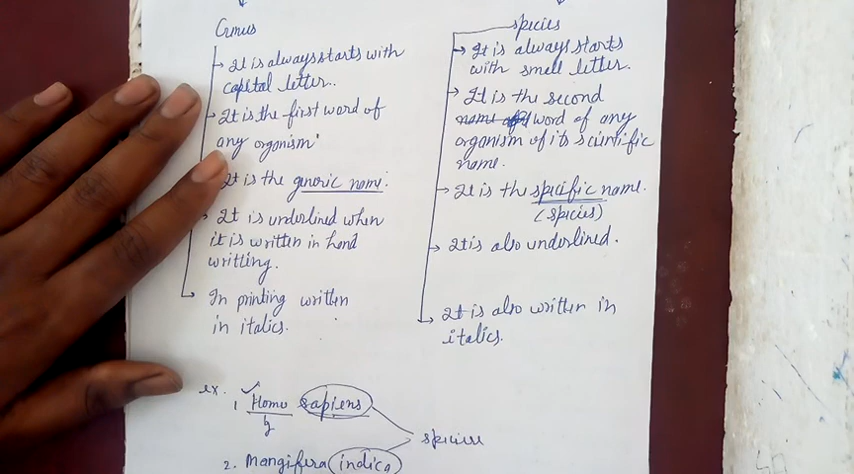 Genus
It is always starts with
capital letter.
It is the first word of
any organism
It is the generic name.
It is underlined when
it is written in hand
writting.
In printing written
in italics.
species
It is always starts
with small letter.
It is the second
name of word of any
organism of its scientific
name.
It is the specific name.
(species)
It is also underlined.
It is also written in
italics.
ex.
1. Homo sapiens
species
2. Mangifera indica